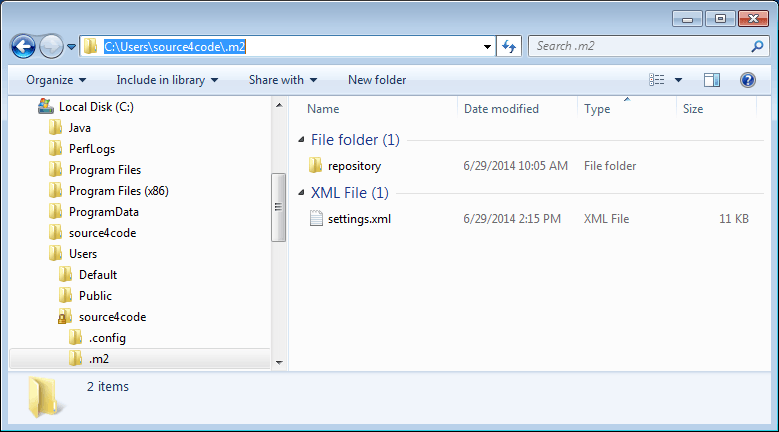 C:\Users\source4code\.m2
Search .m2
Organize Include in library Share with New folder
Local Disk (C:)
Java
PerfLogs
Program Files
Program Files (x86)
ProgramData
source4code
Users
Default
Public
source4code
.config
.m2
Name Date modified Type Size
File folder (1)
repository 6/29/2014 10:05 AM File folder
XML File (1)
settings.xml 6/29/2014 2:15 PM XML File 11 KB
2 items